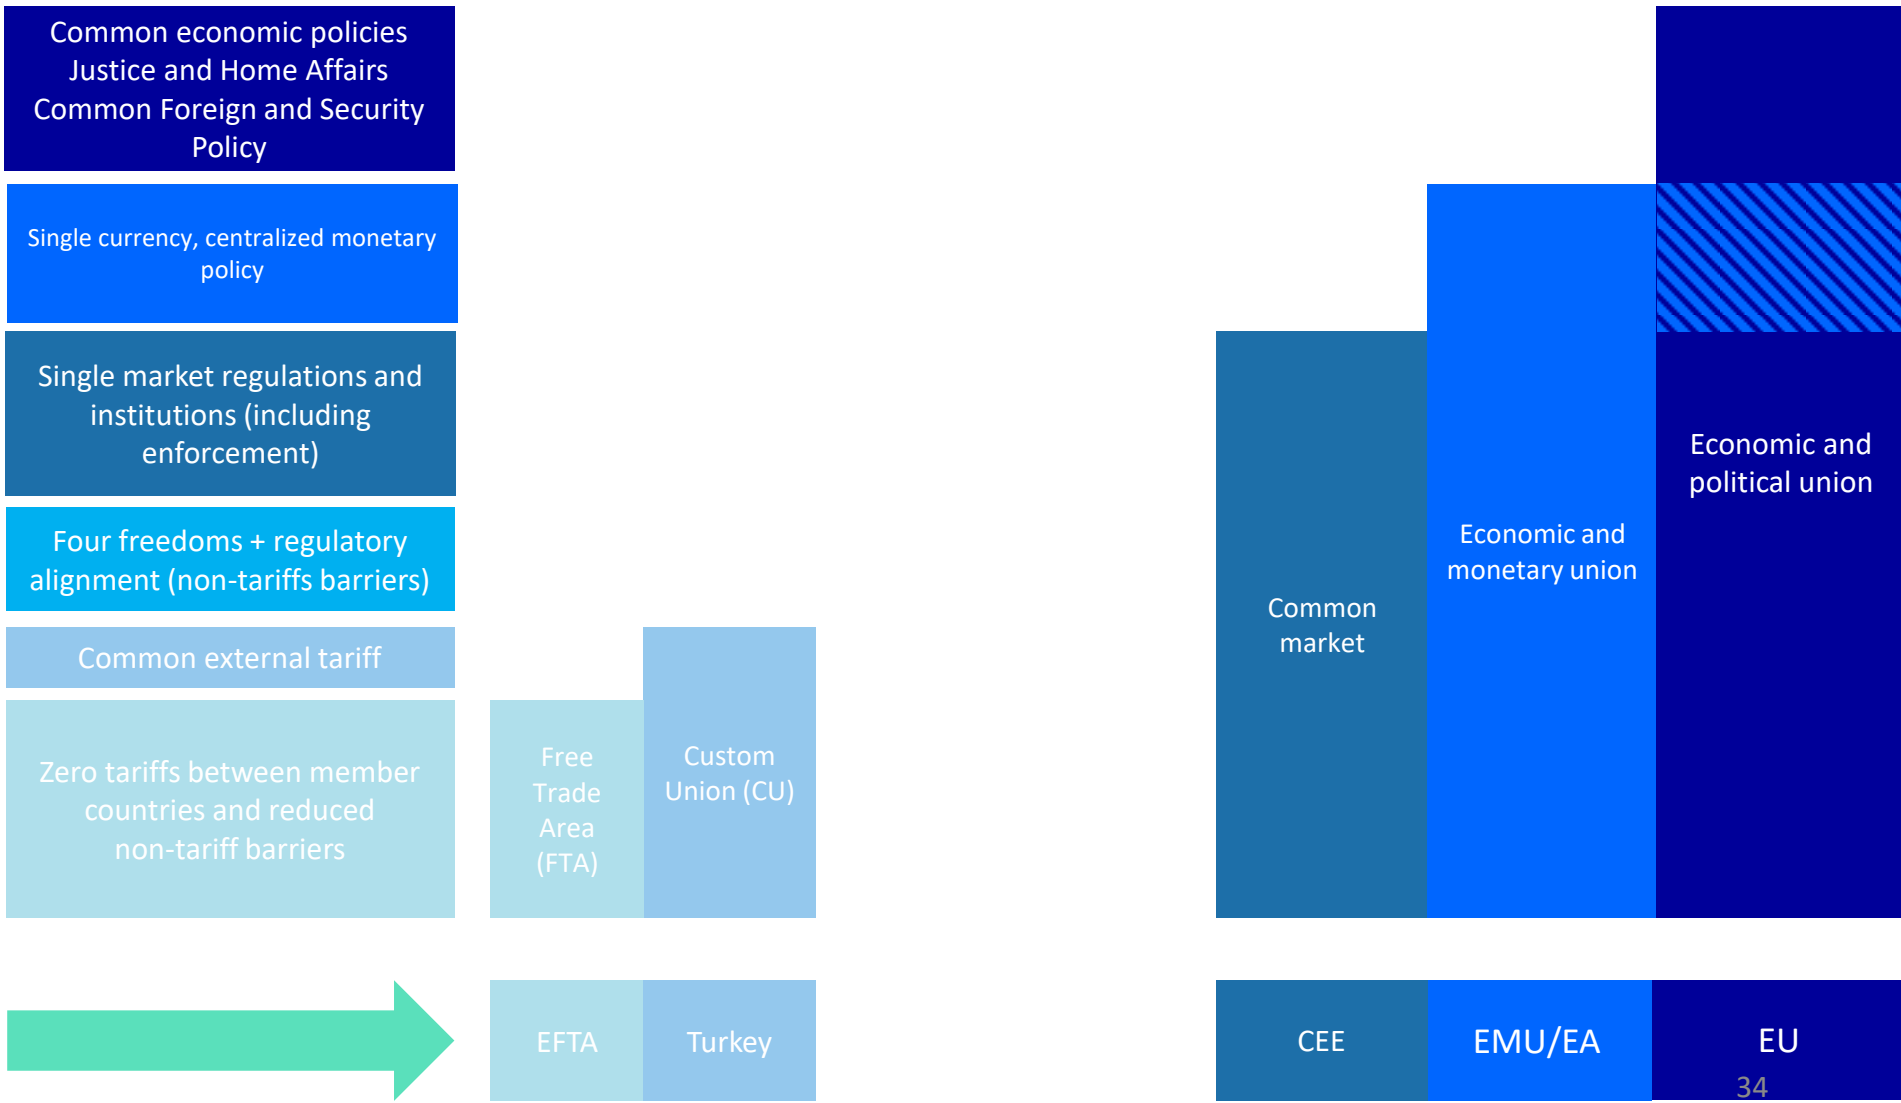 Common economic policies
Justice and Home Affairs
Common Foreign and Security
Policy
Single currency, centralized monetary
policy
Single market regulations and
institutions (including
enforcement)
Four freedoms + regulatory
alignment (non-tariffs barriers)
Common external tariff
Zero tariffs between member
countries and reduced
non-tariff barriers
Free
Trade
Area
(FTA)
Custom
Union (CU)
Common
market
Economic and
monetary union
Economic and
political union
EFTA
Turkey
CEE
EMU/EA
EU
34